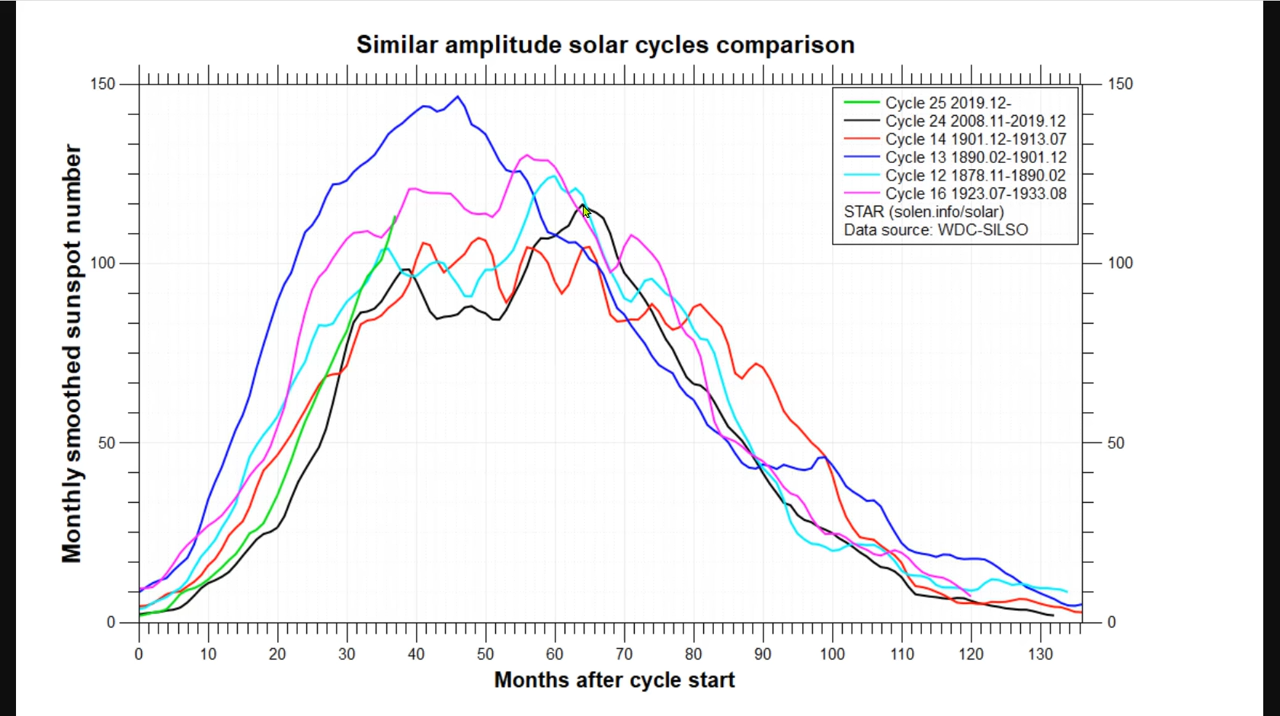 Similar amplitude solar cycles comparison
150
150
Cycle 25 2019.12-
Cycle 24 2008.11-2019.12
Cycle 14 1901.12-1913.07
Cycle 13 1890.02-1901.12
Cycle 12 1878.11-1890.02
Cycle 16 1923.07-1933.08
STAR (solen.info/solar)
Data source: WDC-SILSO
Monthly smoothed sunspot number
100
100
50
50
0
0
0 10 20 30 40 50 60 70 80 90 100 110 120 130
Months after cycle start